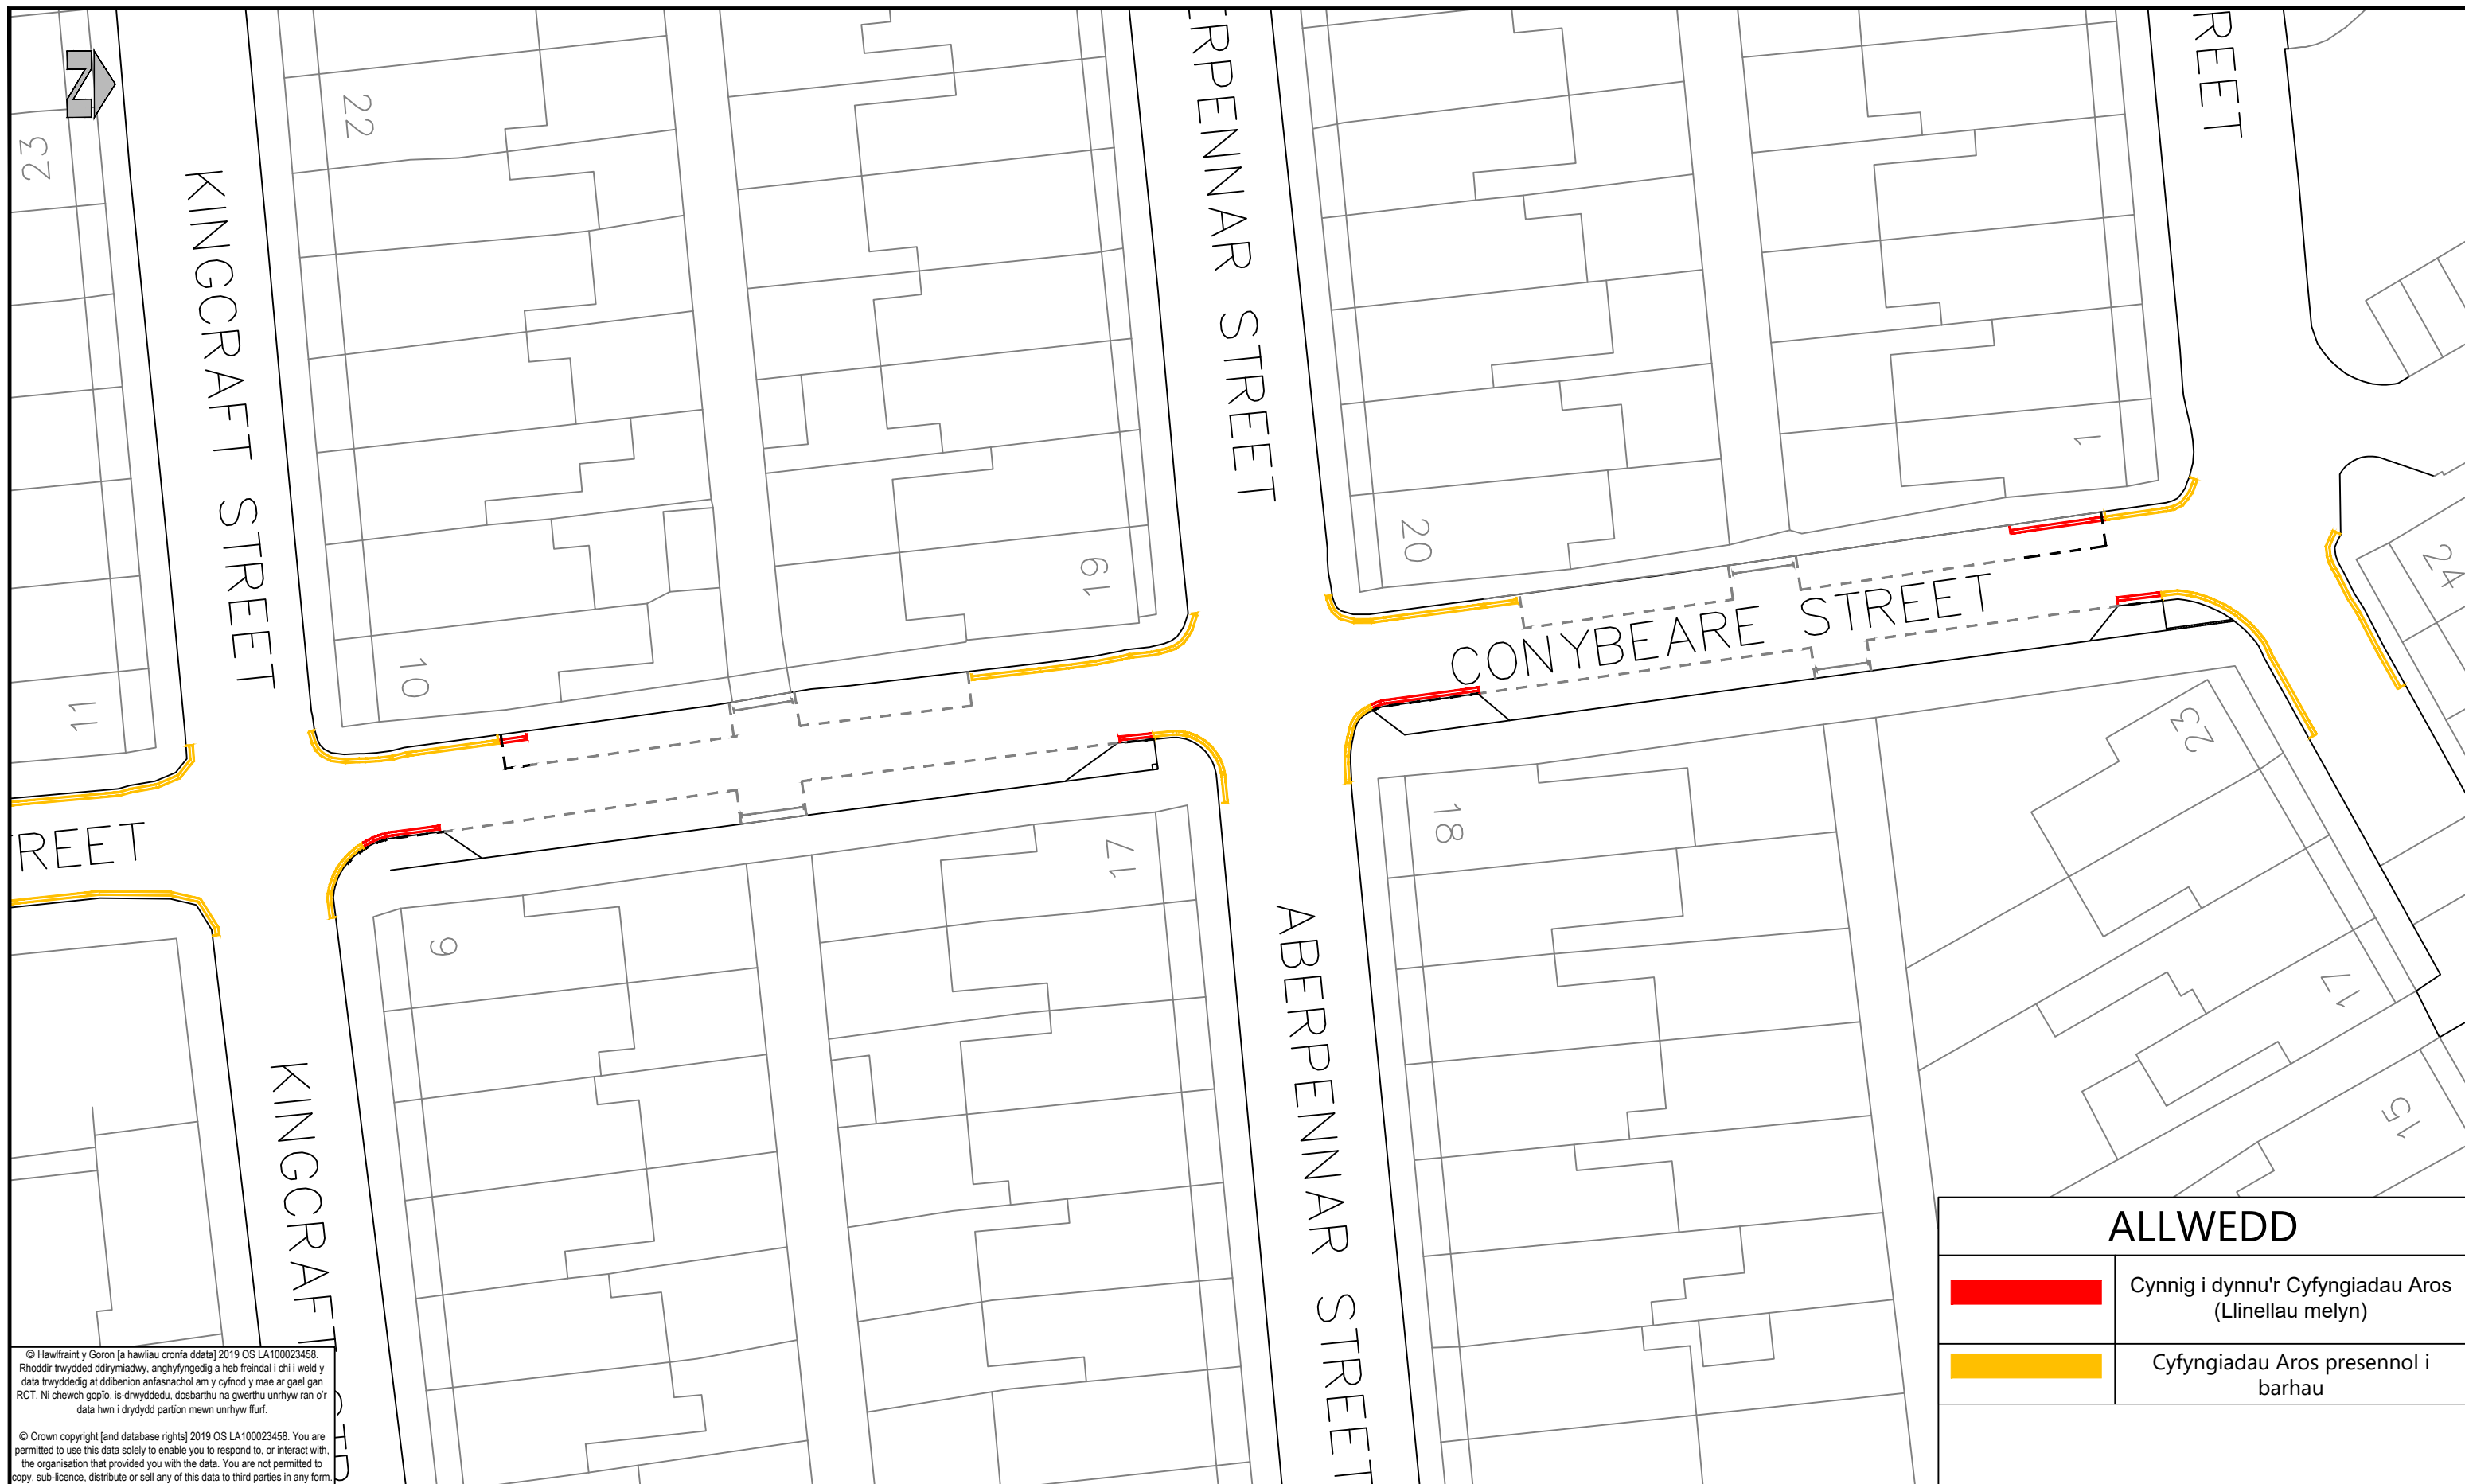 N
23
22
KINGCRAFT STREET
ERPENNAR STREET
REET
1
20
19
10
11
24
CONYBEARE STREET
23
REET
18
17
9
17
15
ABERPENNAR STREET
KINGCRAFT STR
ALLWEDD
Cynnig i dynnu'r Cyfyngiadau Aros
(Llinellau melyn)
Cyfyngiadau Aros presennol i
barhau
© Hawlfraint y Goron [a hawliau cronfa ddata] 2019 OS LA100023458.
Rhoddir trwydded ddirymiadwy, anghyfyngedig a heb freindal i chi i weld y
data trwyddedig at ddibenion anfasnachol am y cyfnod y mae ar gael gan
RCT. Ni chewch gopïo, is-drwyddedu, dosbarthu na gwerthu unrhyw ran o'r
data hwn i drydydd partïon mewn unrhyw ffurf.
© Crown copyright [and database rights] 2019 OS LA100023458. You are
permitted to use this data solely to enable you to respond to, or interact with,
the organisation that provided you with the data. You are not permitted to
copy, sub-licence, distribute or sell any of this data to third parties in any form.